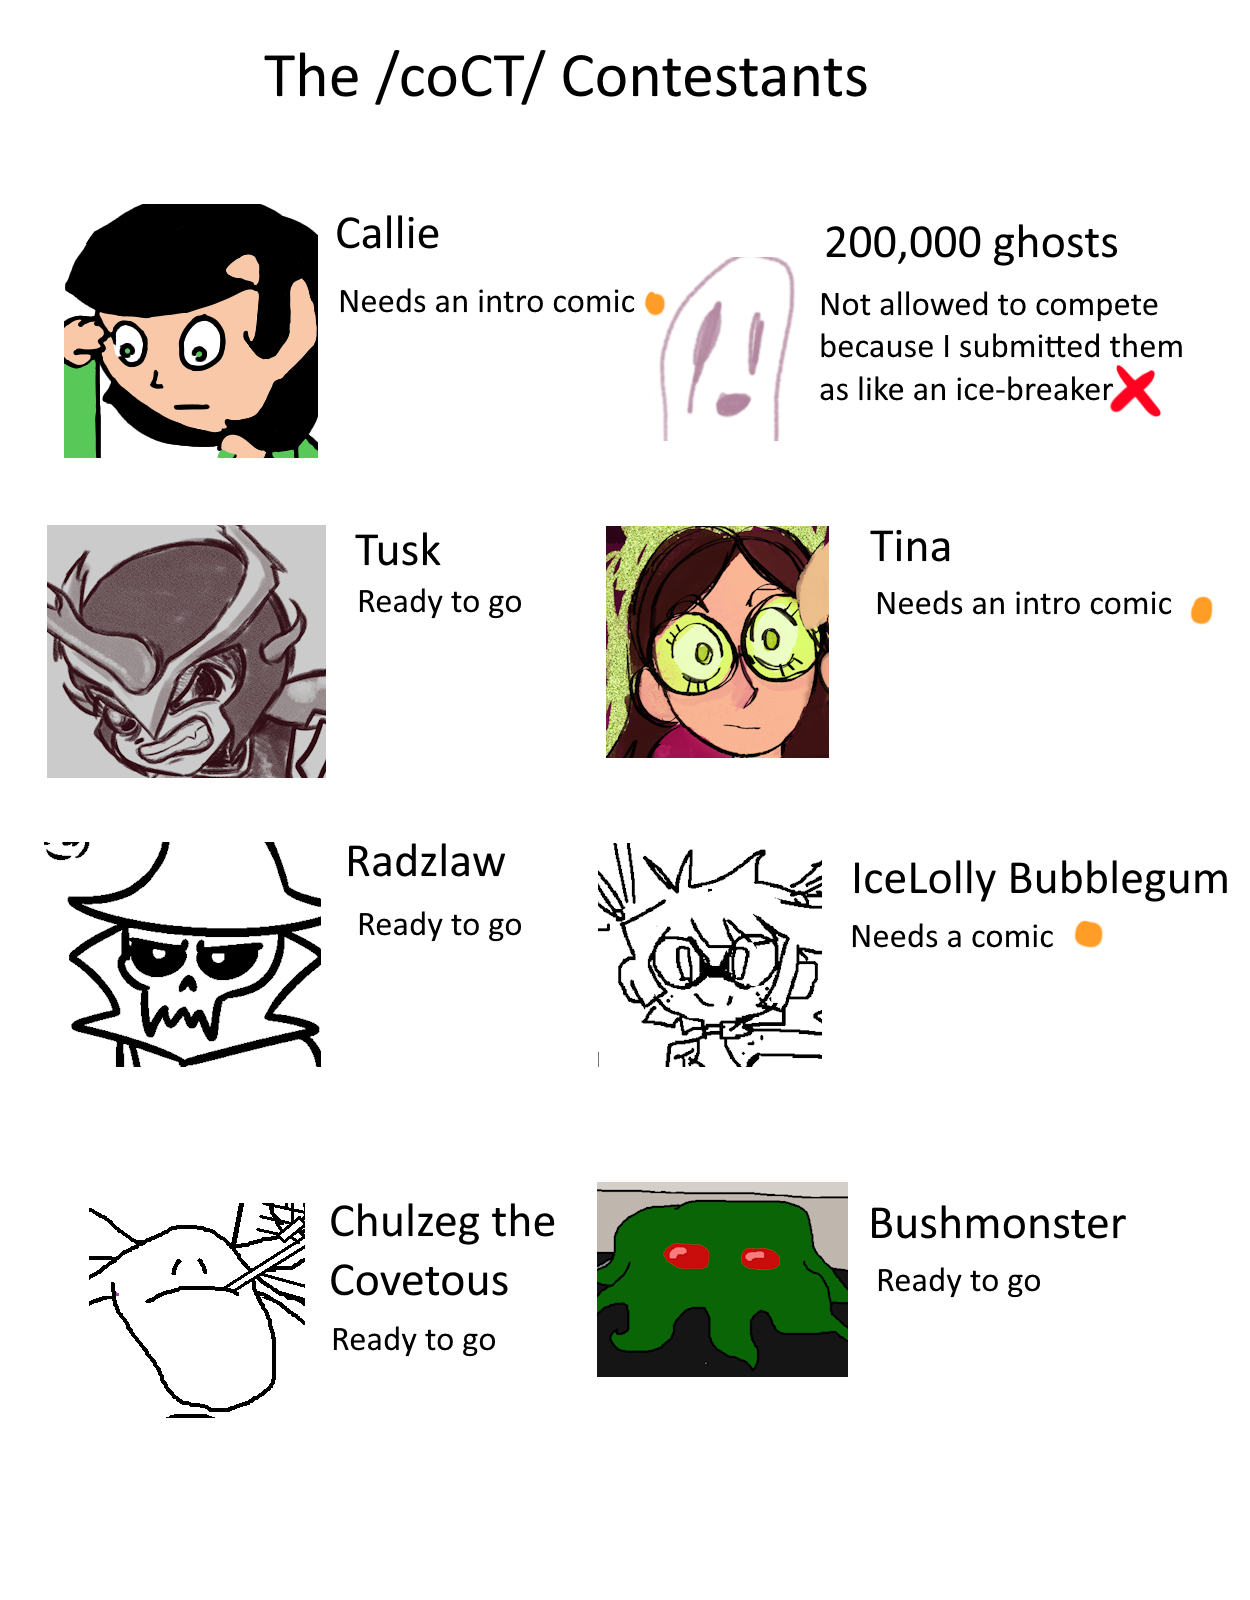 The /coCT/ Contestants
Callie
Needs an intro comic
200,000 ghosts
Not allowed to compete
because I submitted them
as like an ice-breaker
Tusk
Ready to go
Tina
Needs an intro comic
Radzlaw
Ready to go
IceLolly Bubblegum
Needs a comic
Chulzeg the
Covetous
Ready to go
Bushmonster
Ready to go